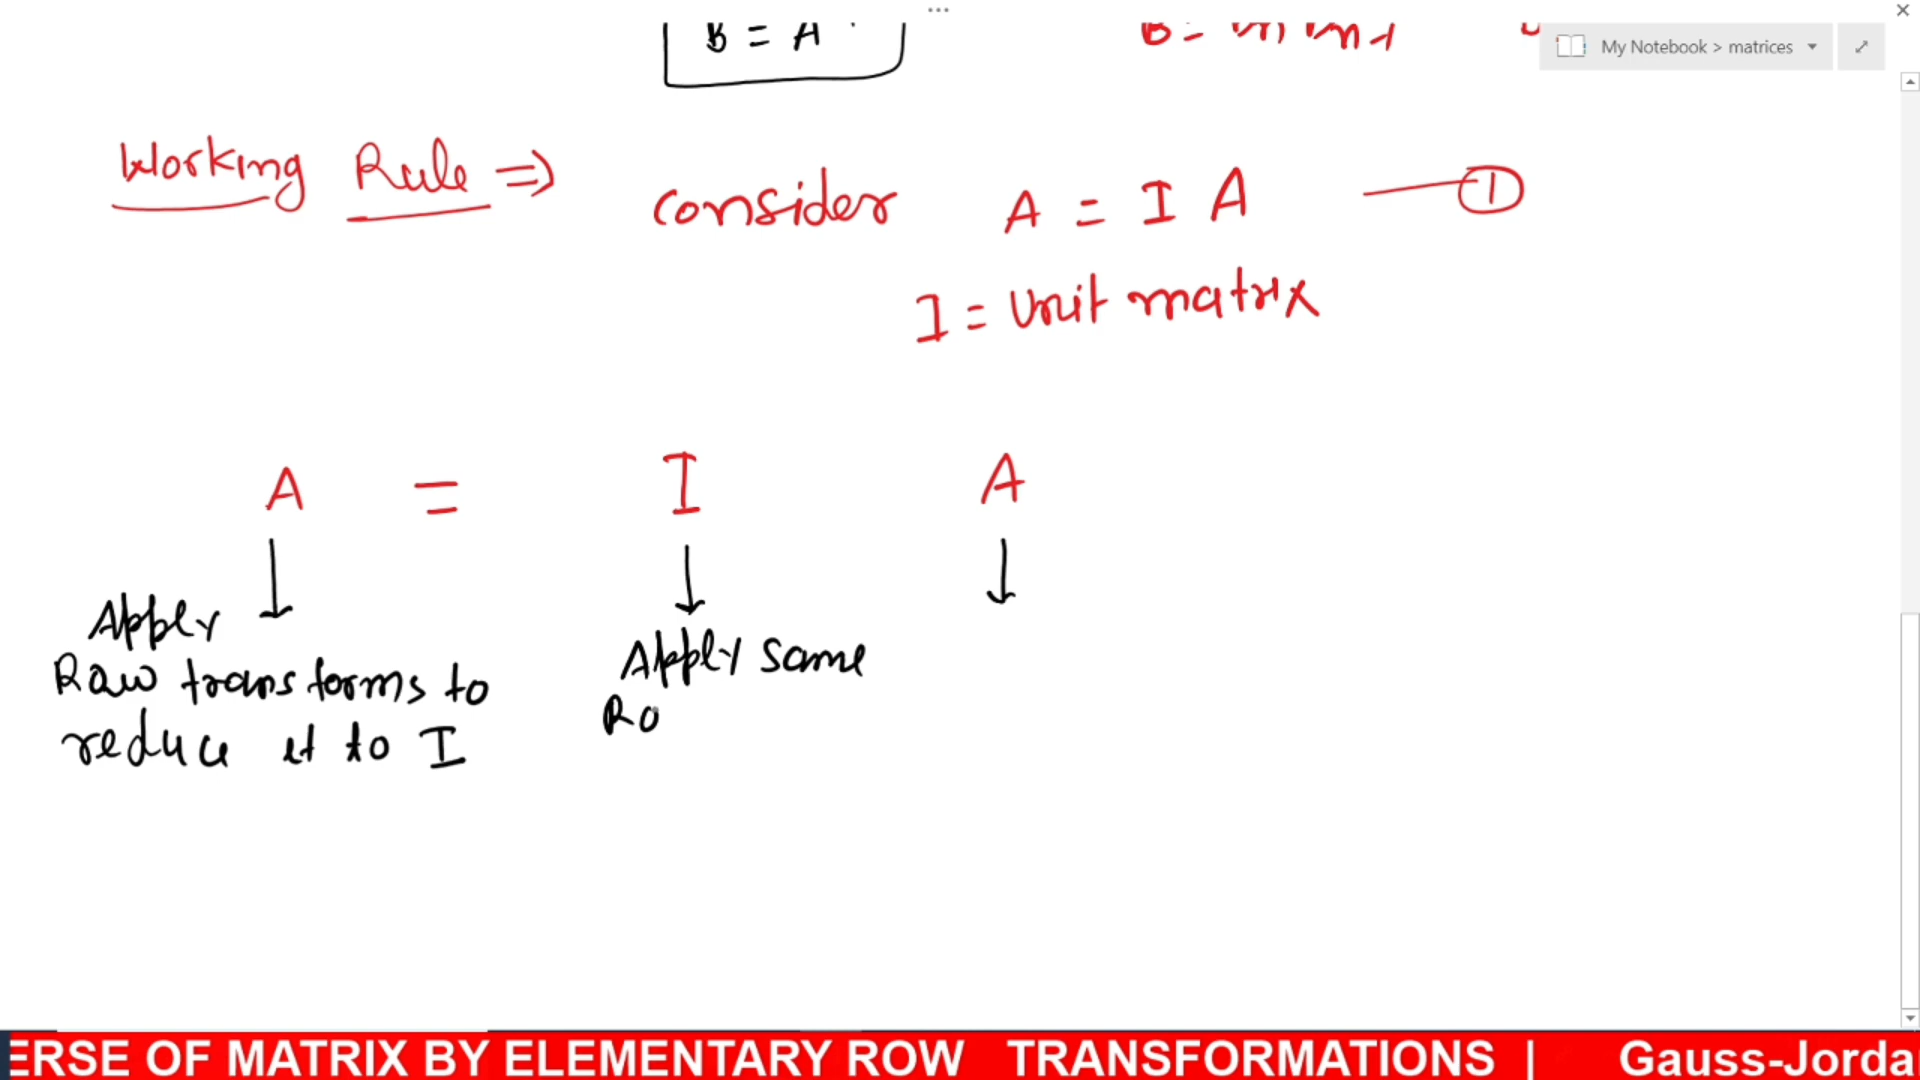 B = A
My Notebook > matrices
Working Rule ⇒ consider A = I A — ①
I = Unit matrix
A = I A
Apply
Raw transforms to
reduce it to I
Apply same
Ro
ERSE OF MATRIX BY ELEMENTARY ROW TRANSFORMATIONS | Gauss-Jorda